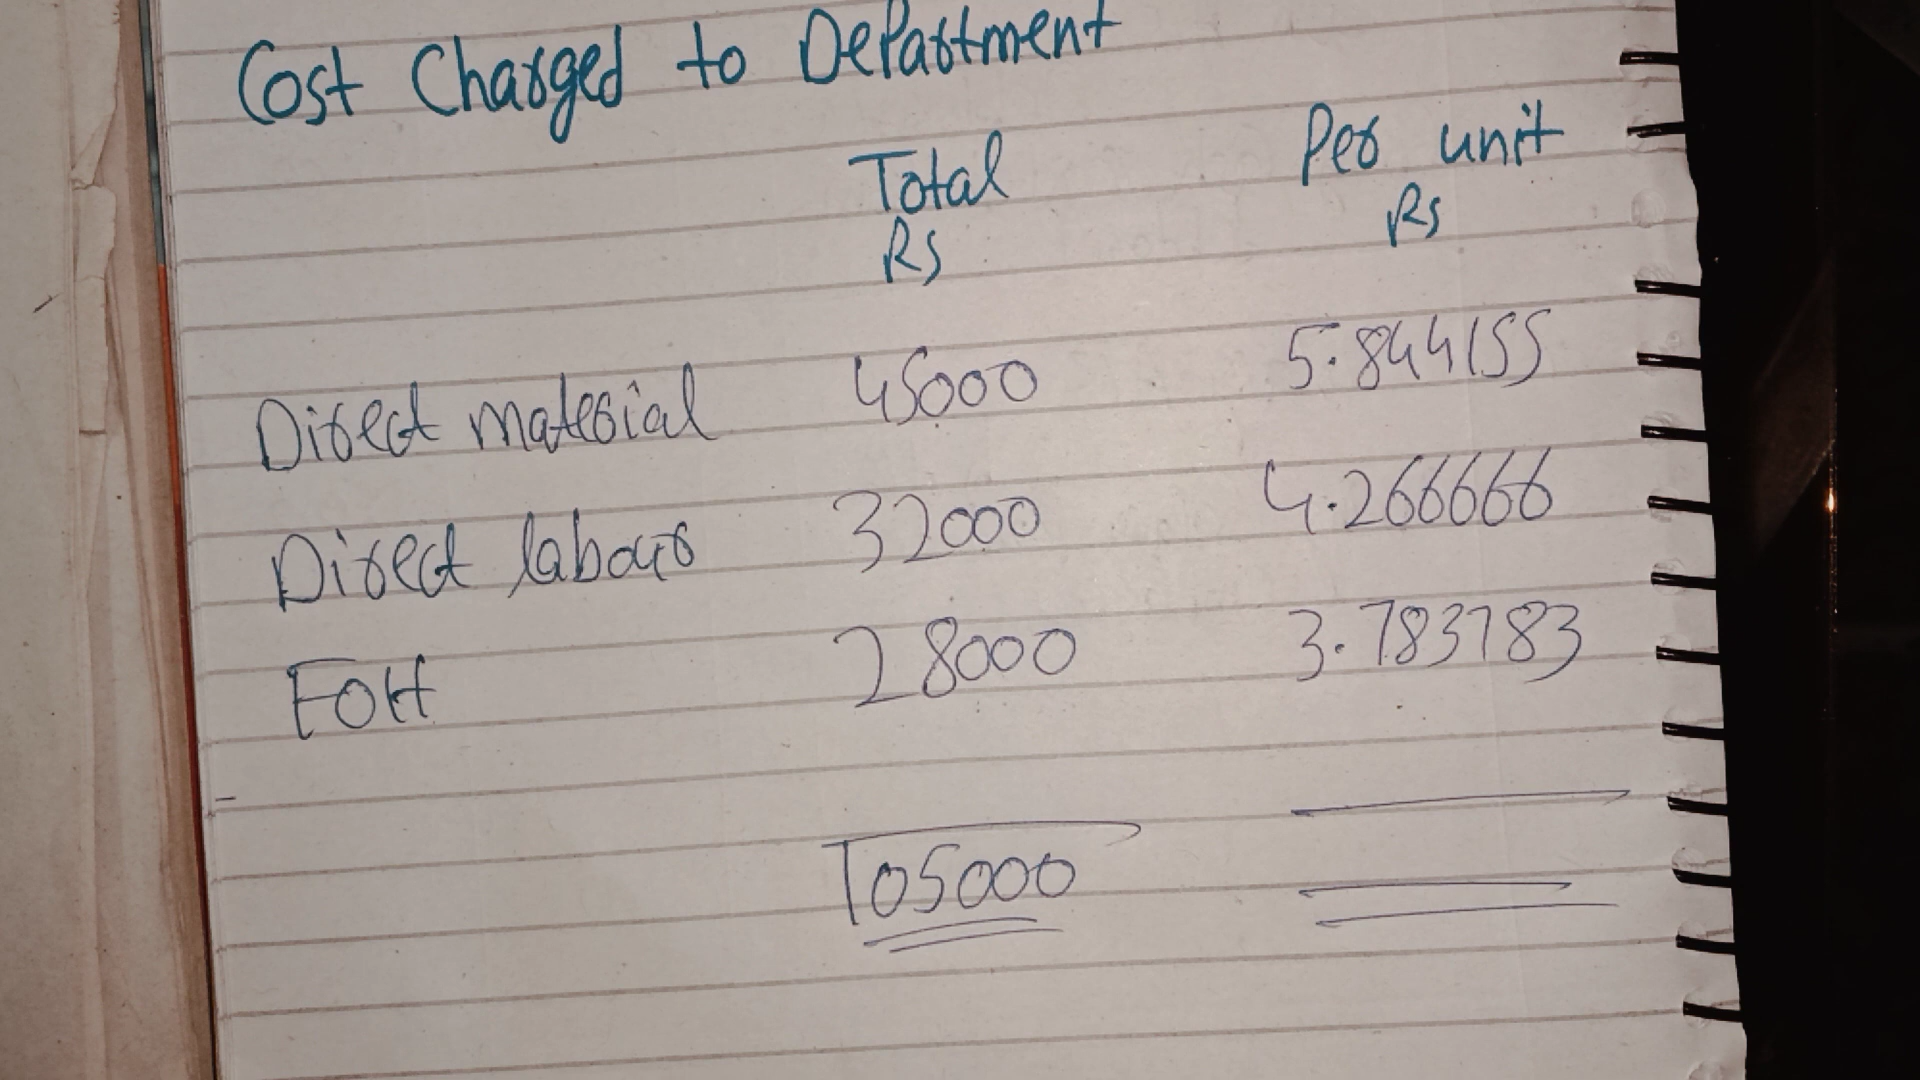 Cost Charged to Department
Total Per unit
Rs Rs
Direct material 45000 5.844155
Direct labour 32000 4.266666
FOH 28000 3.783783
105000